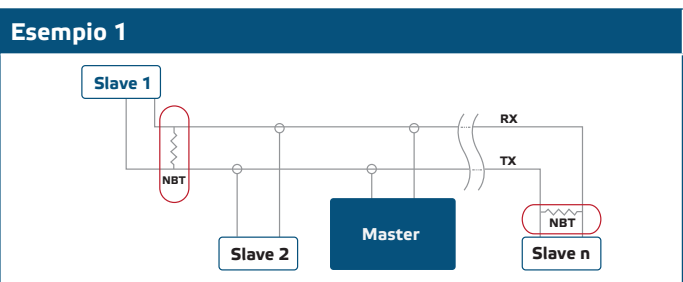 Esempio 1
Slave 1
RX
TX
NBT
Master
NBT
Slave 2
Slave n